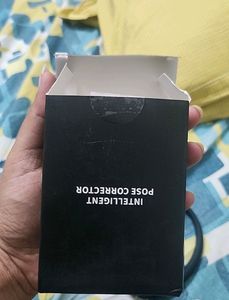 INTELLIGENT
POSE CORRECTOR